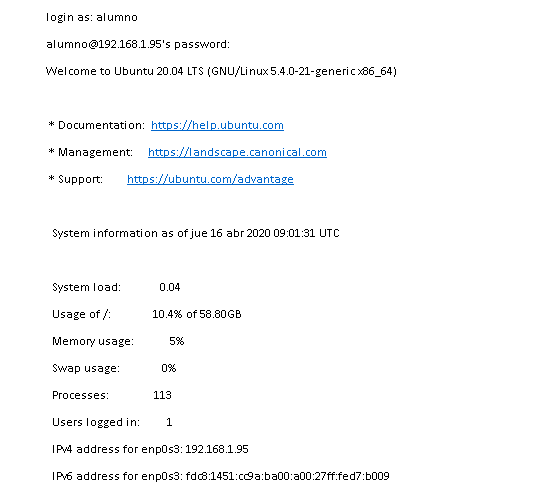 login as: alumno
alumno@192.168.1.95's password:
Welcome to Ubuntu 20.04 LTS (GNU/Linux 5.4.0-21-generic x86_64)
* Documentation: https://help.ubuntu.com
* Management: https://landscape.canonical.com
* Support: https://ubuntu.com/advantage
System information as of jue 16 abr 2020 09:01:31 UTC
System load: 0.04
Usage of /: 10.4% of 58.80GB
Memory usage: 5%
Swap usage: 0%
Processes: 113
Users logged in: 1
IPv4 address for enp0s3: 192.168.1.95
IPv6 address for enp0s3: fdc8:1451:cc9a:ba00:a00:27ff:fed7:b009